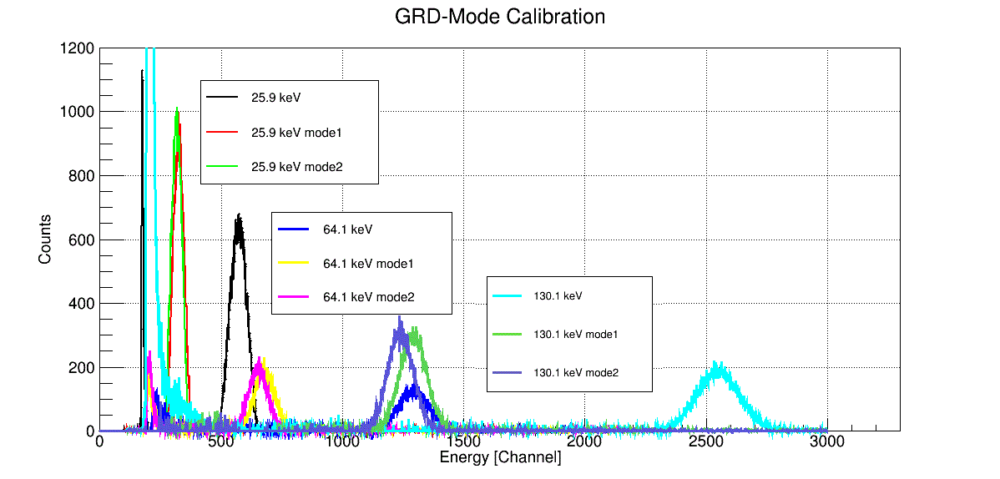 GRD-Mode Calibration
1200
1000
800
600
400
200
0
Counts
25.9 keV
25.9 keV mode1
25.9 keV mode2
64.1 keV
64.1 keV mode1
64.1 keV mode2
130.1 keV
130.1 keV mode1
130.1 keV mode2
0 500 1000 1500 2000 2500 3000
Energy [Channel]